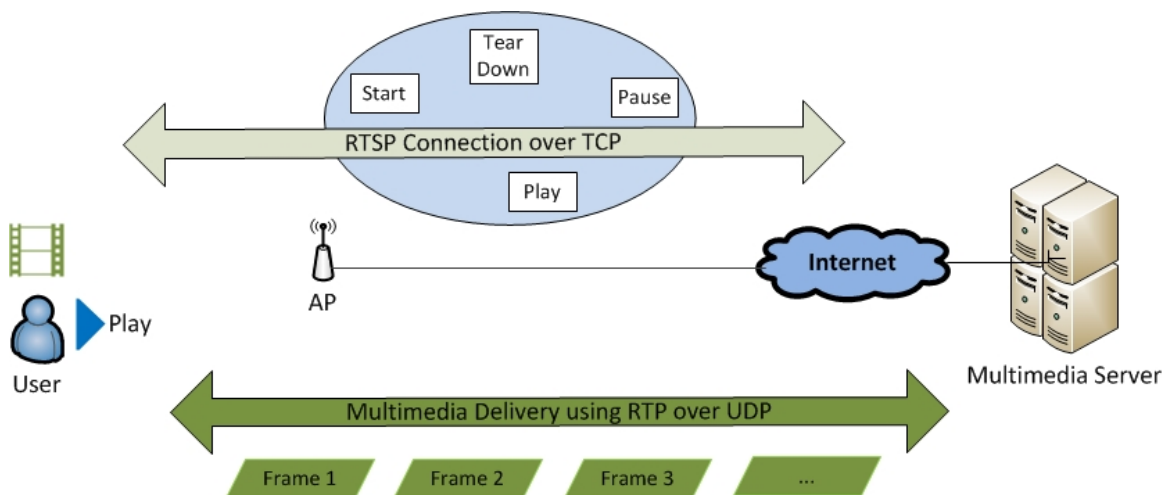 Tear
Down
Start
Pause
RTSP Connection over TCP
Play
Internet
AP
Play
User
Multimedia Server
Multimedia Delivery using RTP over UDP
Frame 1
Frame 2
Frame 3
...